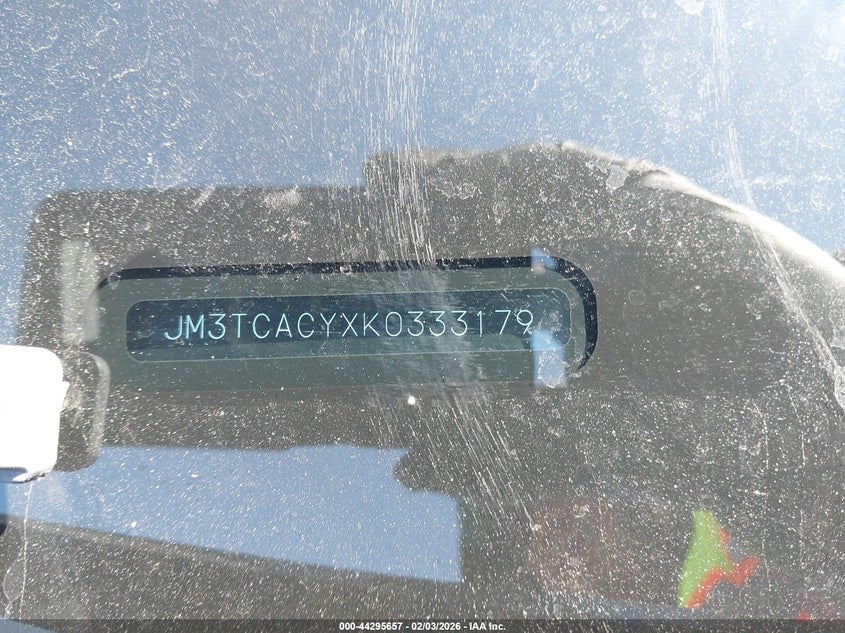 JM3TCACYXK0333179
000-44295657 - 02/03/2026 - IAA Inc.